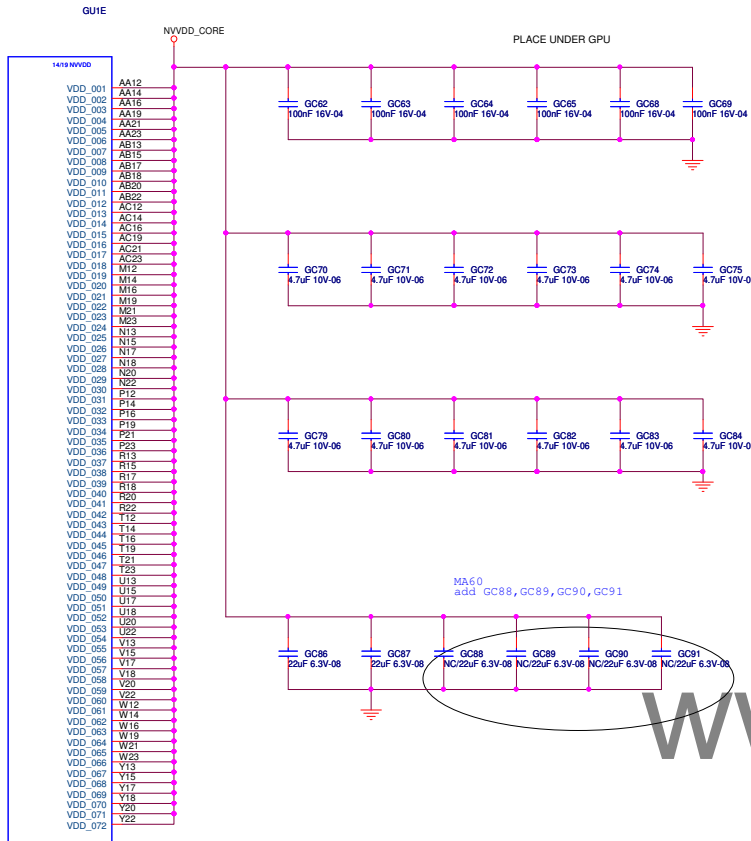 GU1E
NVVDD_CORE
PLACE UNDER GPU
14/19 NVVDD
VDD_001 AA12
VDD_002 AA14
VDD_003 AA16
VDD_004 AA19
VDD_005 AA21
VDD_006 AA23
VDD_007 AB13
VDD_008 AB15
VDD_009 AB17
VDD_010 AB18
VDD_011 AB20
VDD_012 AB22
VDD_013 AC12
VDD_014 AC14
VDD_015 AC16
VDD_016 AC19
VDD_017 AC21
VDD_018 AC23
VDD_019 M12
VDD_020 M14
VDD_021 M16
VDD_022 M19
VDD_023 M21
VDD_024 M23
VDD_025 N13
VDD_026 N15
VDD_027 N17
VDD_028 N18
VDD_029 N20
VDD_030 N22
VDD_031 P12
VDD_032 P14
VDD_033 P16
VDD_034 P19
VDD_035 P21
VDD_036 P23
VDD_037 R13
VDD_038 R15
VDD_039 R17
VDD_040 R18
VDD_041 R20
VDD_042 R22
VDD_043 T12
VDD_044 T14
VDD_045 T16
VDD_046 T19
VDD_047 T21
VDD_048 T23
VDD_049 U13
VDD_050 U15
VDD_051 U17
VDD_052 U18
VDD_053 U20
VDD_054 U22
VDD_055 V13
VDD_056 V15
VDD_057 V17
VDD_058 V18
VDD_059 V20
VDD_060 V22
VDD_061 W12
VDD_062 W14
VDD_063 W16
VDD_064 W19
VDD_065 W21
VDD_066 W23
VDD_067 Y13
VDD_068 Y15
VDD_069 Y17
VDD_070 Y18
VDD_071 Y20
VDD_072 Y22
GC62 GC63 GC64 GC65 GC68 GC69
100nF 16V-04 100nF 16V-04 100nF 16V-04 100nF 16V-04 100nF 16V-04 100nF 16V-04
GC70 GC71 GC72 GC73 GC74 GC75
4.7uF 10V-06 4.7uF 10V-06 4.7uF 10V-06 4.7uF 10V-06 4.7uF 10V-06 4.7uF 10V-0
GC79 GC80 GC81 GC82 GC83 GC84
4.7uF 10V-06 4.7uF 10V-06 4.7uF 10V-06 4.7uF 10V-06 4.7uF 10V-06 4.7uF 10V-0
MA60
add GC88,GC89,GC90,GC91
GC86 GC87 GC88 GC89 GC90 GC91
22uF 6.3V-08 22uF 6.3V-08 NC/22uF 6.3V-08 NC/22uF 6.3V-08 NC/22uF 6.3V-08 NC/22uF 6.3V-08